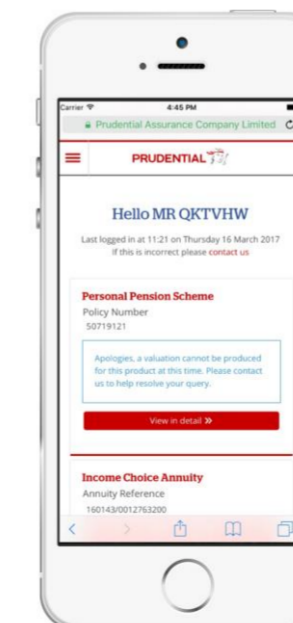 Carrier 4:45 PM
Prudential Assurance Company Limited
PRUDENTIAL
Hello MR QKTVHW
Last logged in at 11:21 on Thursday 16 March 2017
If this is incorrect please contact us
Personal Pension Scheme
Policy Number
50719121
Apologies, a valuation cannot be produced
for this product at this time. Please contact
us to help resolve your query.
View in detail »
Income Choice Annuity
Annuity Reference
160143/0012763200